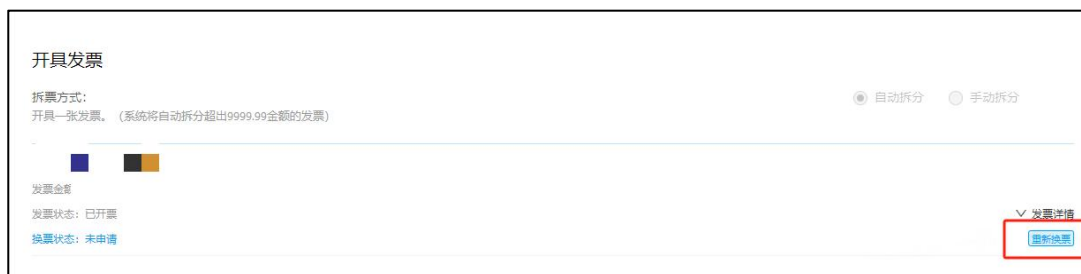 开具发票
拆票方式：
自动拆分 手动拆分
开具一张发票。（系统将自动拆分超出9999.99金额的发票）
发票金额
发票状态：已开票
发票详情
换票状态：未申请
重新换票